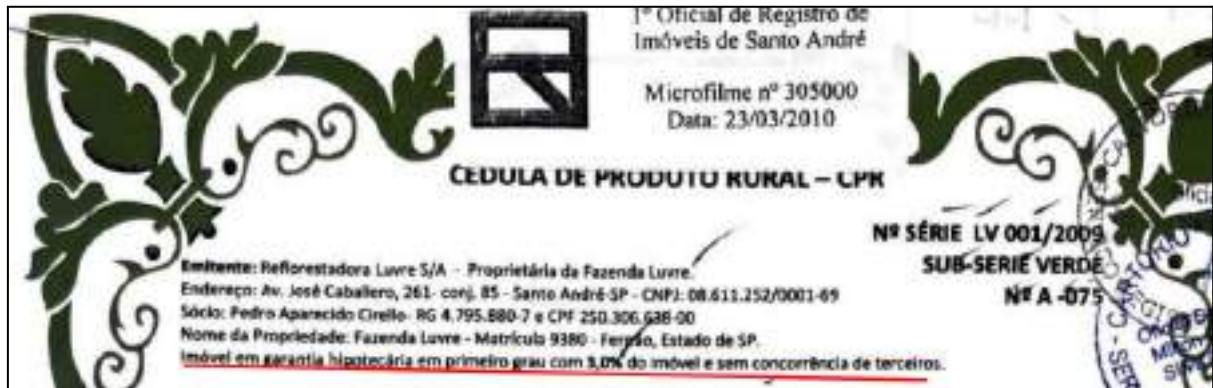 1º Oficial de Registro de
Imóveis de Santo André
Microfilme nº 305000
Data: 23/03/2010
CEDULA DE PRODUTO RURAL – CPR
Nº SÉRIE LV 001/2009
SUB-SERIE VERDE
Nº A -075
Emitente: Reflorestadora Luvre S/A - Proprietária da Fazenda Luvre.
Endereço: Av. José Caballero, 261- conj. 85 - Santo André-SP - CNPJ: 08.611.252/0001-69
Sócio: Pedro Aparecido Cirello- RG 4.795.880-7 e CPF 250.306.638-00
Nome da Propriedade: Fazenda Luvre - Matrícula 9380 - Estado de SP.
Imóvel em garantia hipotecária em primeiro grau com do imóvel e sem concorrência de terceiros.